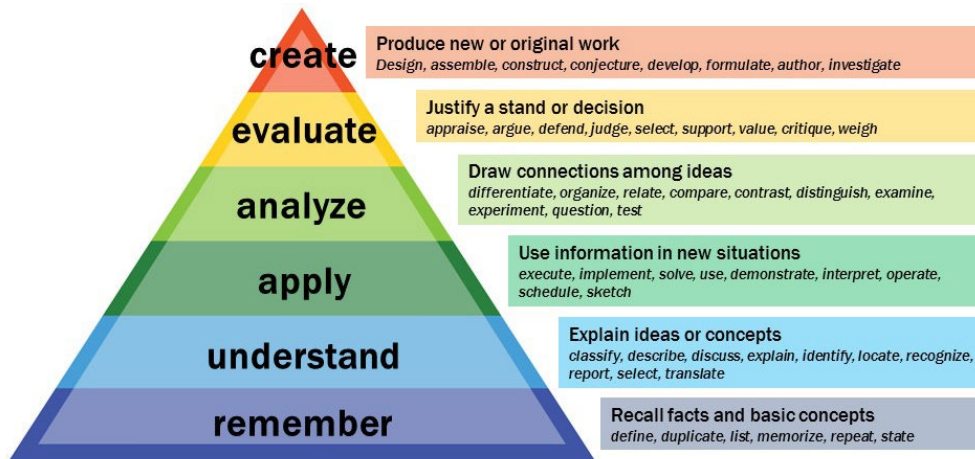 create
Produce new or original work
Design, assemble, construct, conjecture, develop, formulate, author, investigate
evaluate
Justify a stand or decision
appraise, argue, defend, judge, select, support, value, critique, weigh
analyze
Draw connections among ideas
differentiate, organize, relate, compare, contrast, distinguish, examine,
experiment, question, test
apply
Use information in new situations
execute, implement, solve, use, demonstrate, interpret, operate,
schedule, sketch
understand
Explain ideas or concepts
classify, describe, discuss, explain, identify, locate, recognize,
report, select, translate
remember
Recall facts and basic concepts
define, duplicate, list, memorize, repeat, state